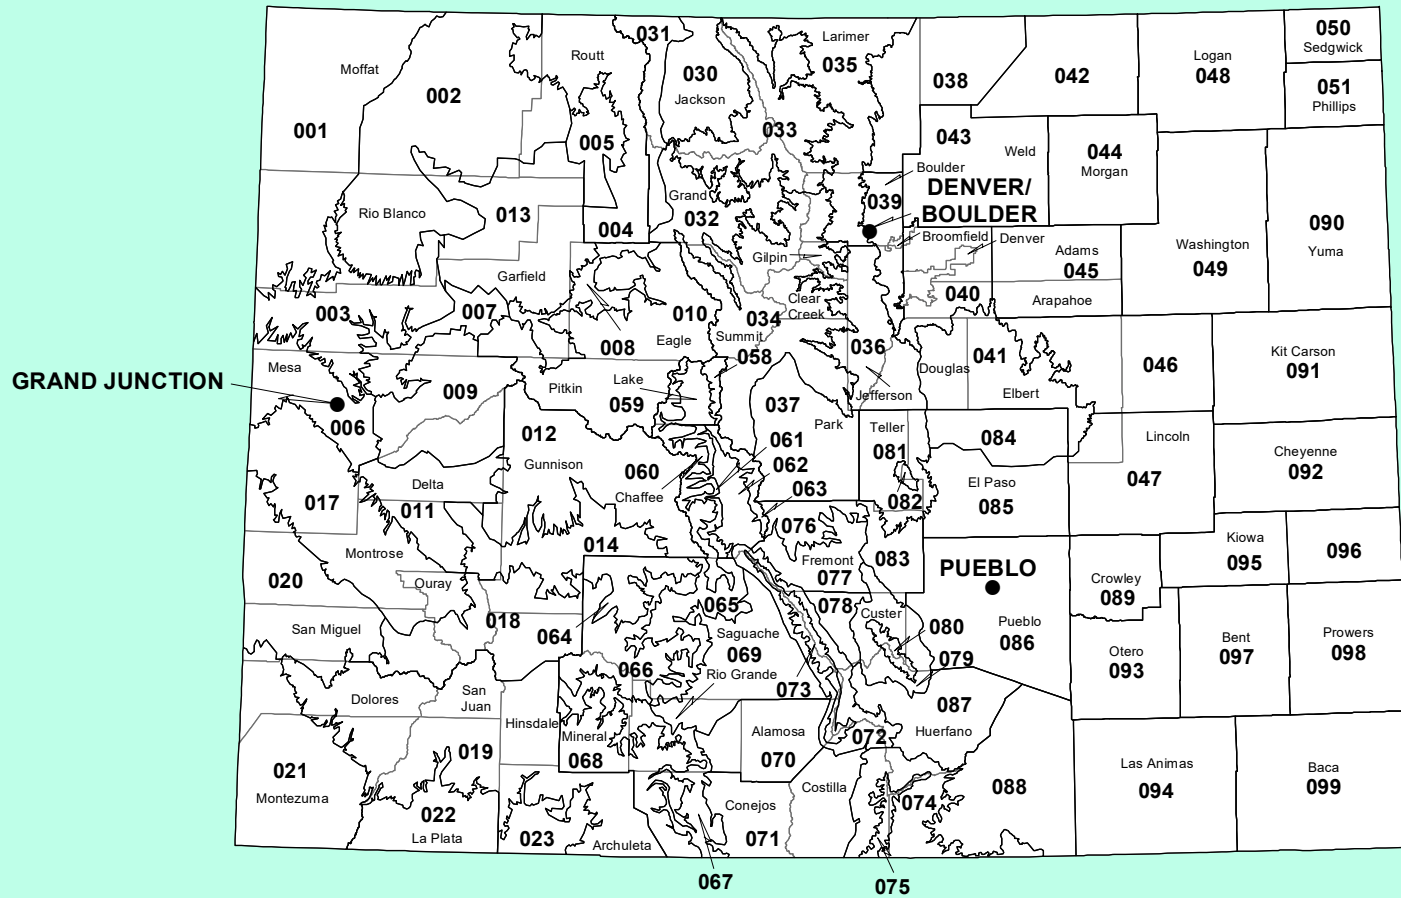 050
Sedgwick
031
Larimer
035
Routt
Logan
048
Moffat
030
Jackson
038
042
051
Phillips
002
001
033
005
043
Weld
044
Morgan
Boulder
DENVER/
BOULDER
Grand
032
039
Rio Blanco
013
004
090
Yuma
Broomfield
Denver
Adams
045
Washington
049
Gilpin
Garfield
040
Arapahoe
Clear
Creek
003
007
010
034
Summit
008
Eagle
058
036
041
Douglas
046
Kit Carson
091
Mesa
GRAND JUNCTION
009
Pitkin
Lake
059
Jefferson
Elbert
037
Park
006
012
Teller
081
084
Lincoln
061
Gunnison
060
062
Cheyenne
092
Delta
Chaffee
063
El Paso
085
047
082
017
011
076
014
083
Kiowa
095
096
Montrose
Fremont
077
PUEBLO
020
Ouray
Crowley
089
065
078
Custer
018
064
080
Pueblo
086
San Miguel
Saguache
069
Bent
097
Prowers
098
Otero
093
079
066
Rio Grande
073
Dolores
San
Juan
087
Huerfano
Hinsdale
Mineral
068
Alamosa
070
072
019
021
Montezuma
Las Animas
094
Baca
099
Costilla
088
074
022
La Plata
Conejos
071
023
Archuleta
067
075